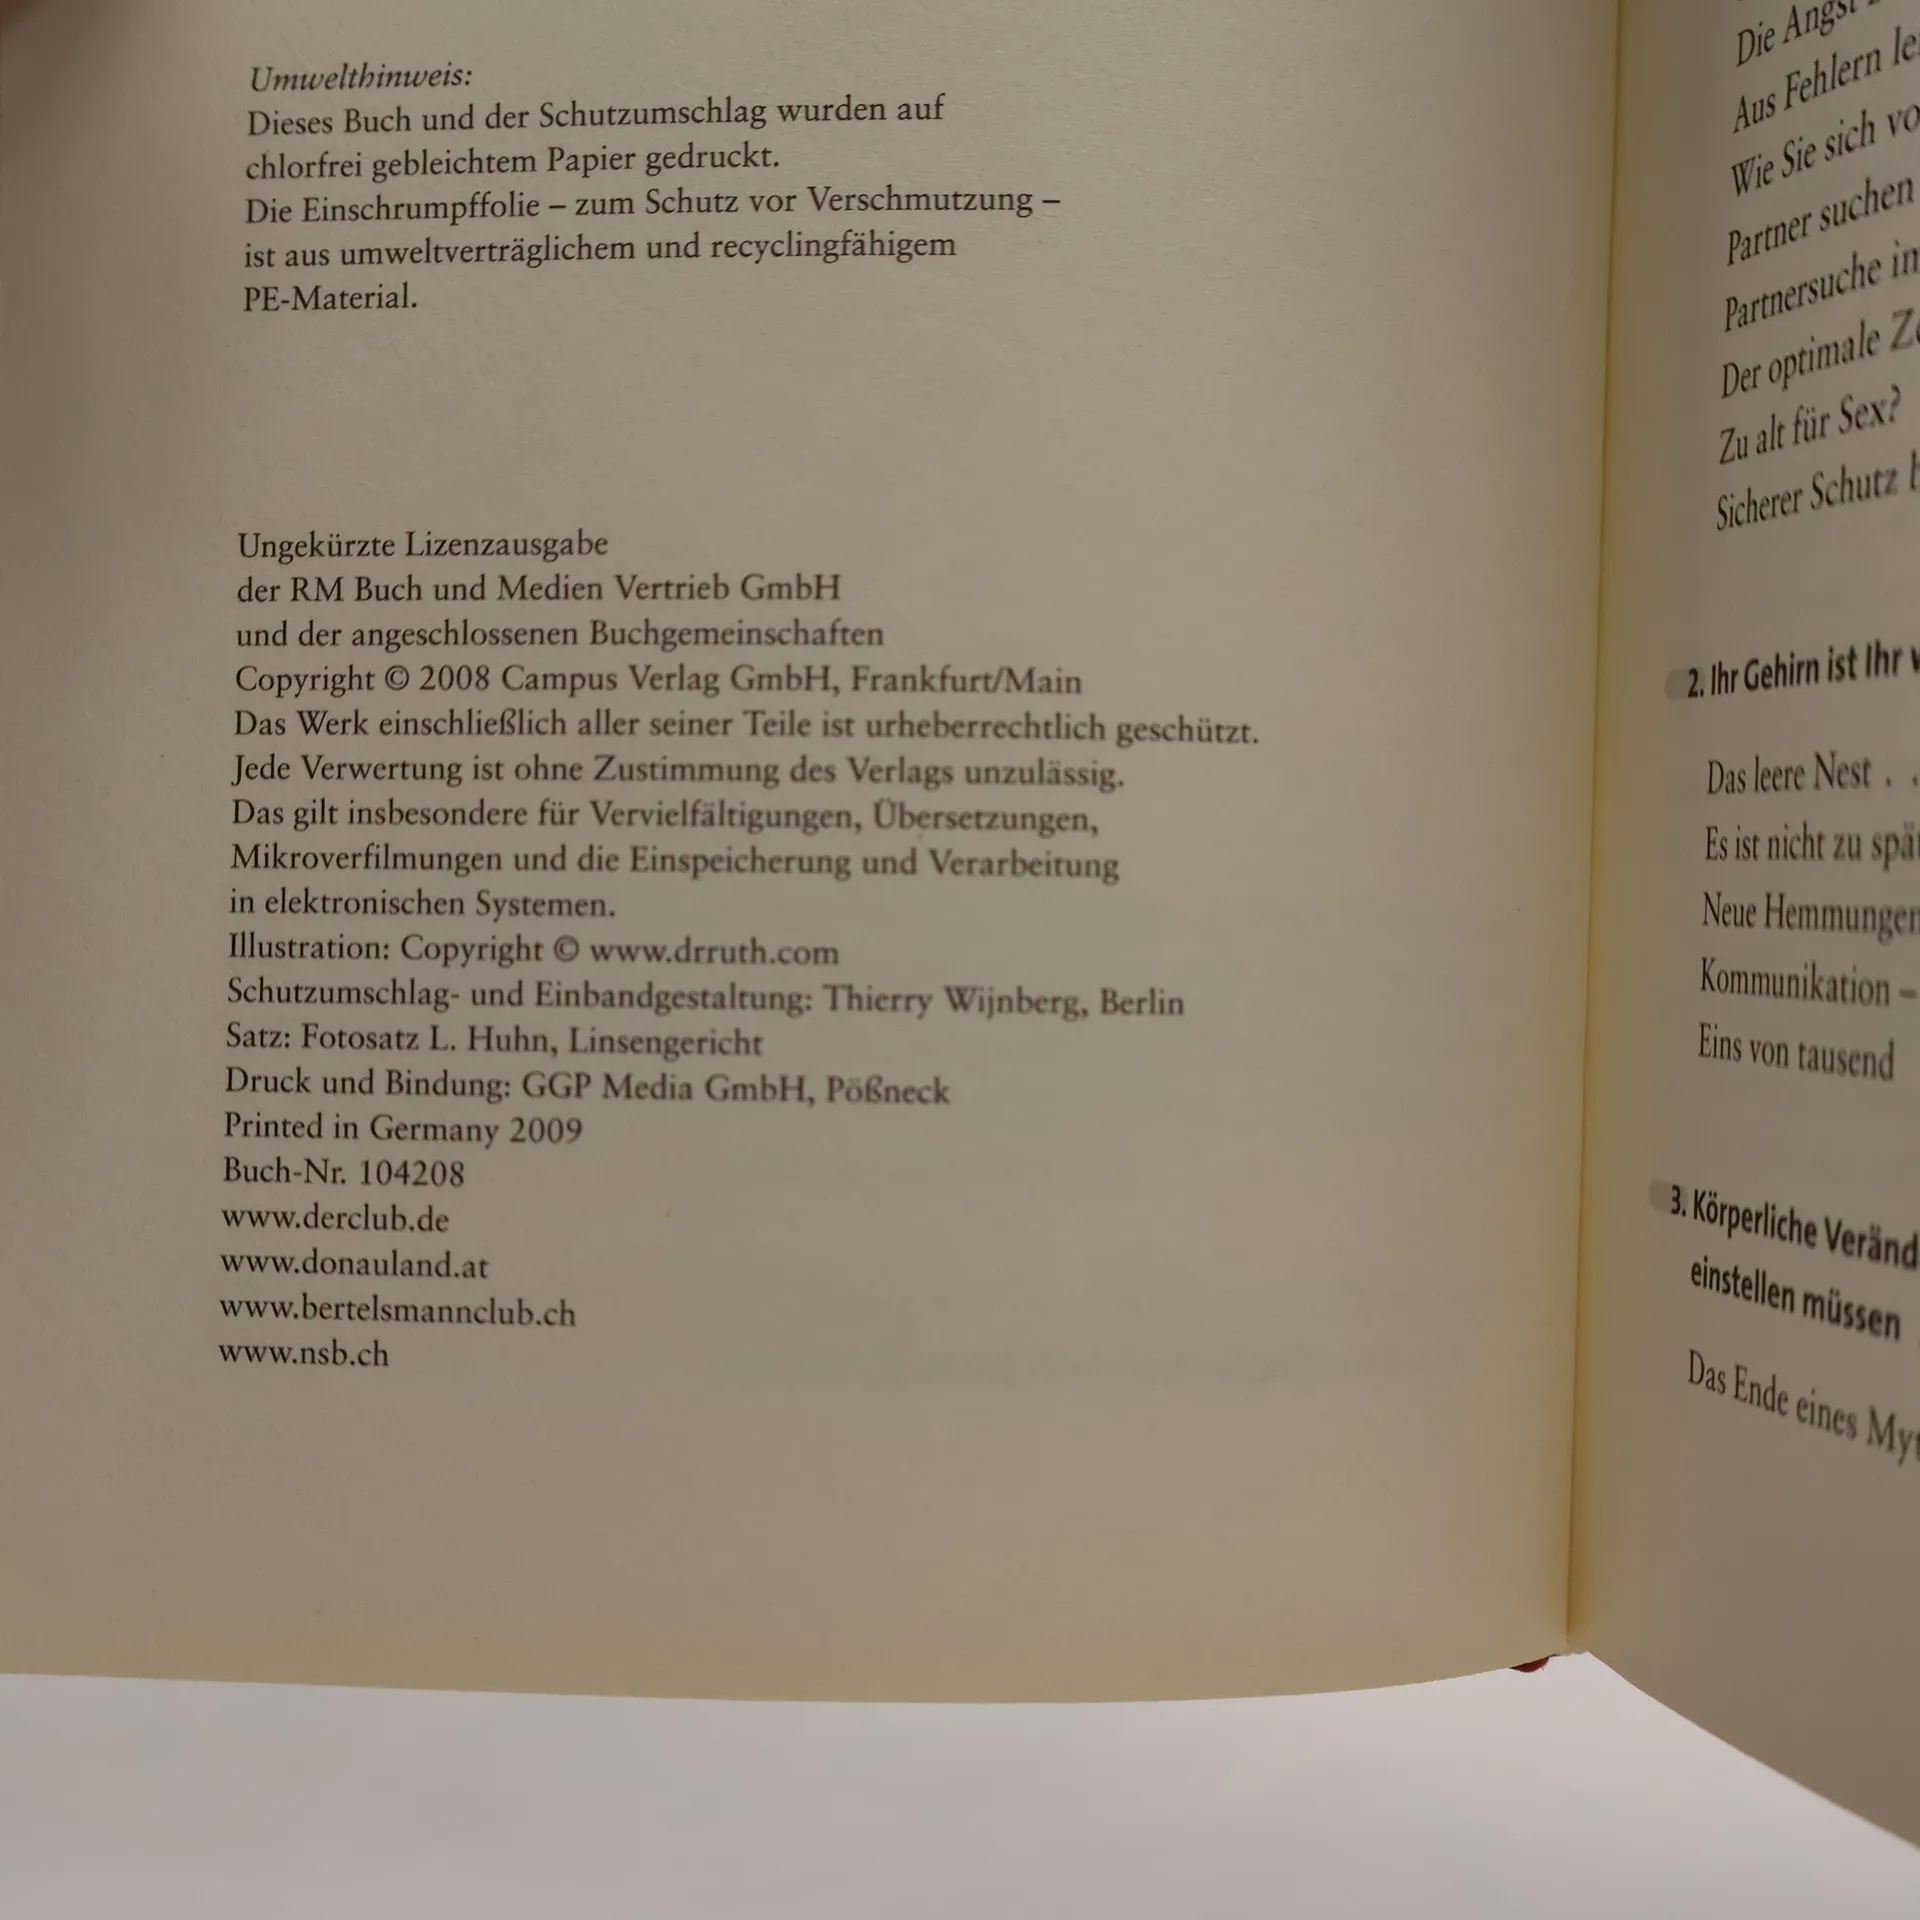 Umwelthinweis:
Dieses Buch und der Schutzumschlag wurden auf
chlorfrei gebleichtem Papier gedruckt.
Die Einschrumpffolie – zum Schutz vor Verschmutzung –
ist aus umweltverträglichem und recyclingfähigem
PE-Material.
Ungekürzte Lizenzausgabe
der RM Buch und Medien Vertrieb GmbH
und der angeschlossenen Buchgemeinschaften
Copyright © 2008 Campus Verlag GmbH, Frankfurt/Main
Das Werk einschließlich aller seiner Teile ist urheberrechtlich geschützt.
Jede Verwertung ist ohne Zustimmung des Verlags unzulässig.
Das gilt insbesondere für Vervielfältigungen, Übersetzungen,
Mikroverfilmungen und die Einspeicherung und Verarbeitung
in elektronischen Systemen.
Illustration: Copyright © www.drruth.com
Schutzumschlag- und Einbandgestaltung: Thierry Wijnberg, Berlin
Satz: Fotosatz L. Huhn, Linsengericht
Druck und Bindung: GGP Media GmbH, Pößneck
Printed in Germany 2009
Buch-Nr. 104208
www.derclub.de
www.donauland.at
www.bertelsmannclub.ch
www.nsb.ch
Die Angst
Aus Fehlern
Wie Sie sich
Partner suchen
Partnersuche in
Der optimale
Zu alt für Sex?
Sicherer Schutz
2. Ihr Gehirn ist Ihr
Das leere Nest . .
Es ist nicht zu spät
Neue Hemmungen
Kommunikation –
Eins von tausend
3. Körperliche
einstellen müssen
Das Ende eines